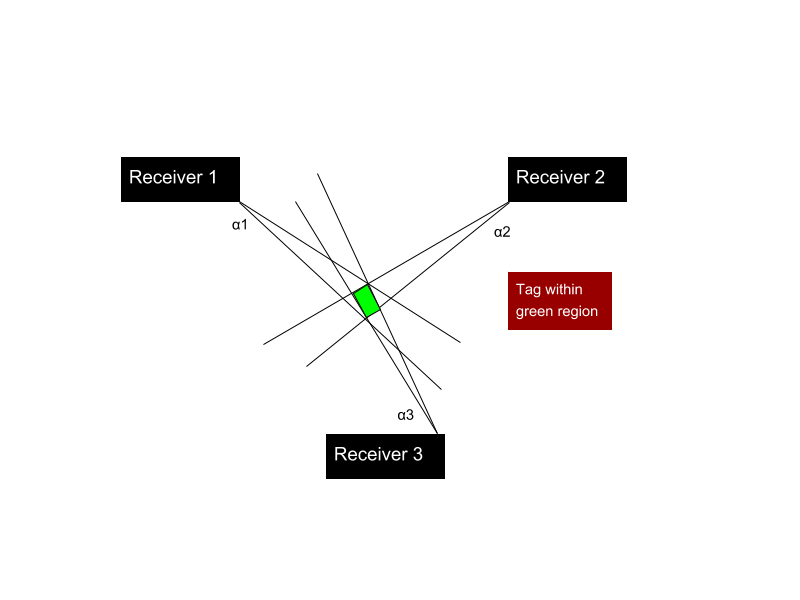 Receiver 1
Receiver 2
α1
α2
Tag within
green region
α3
Receiver 3